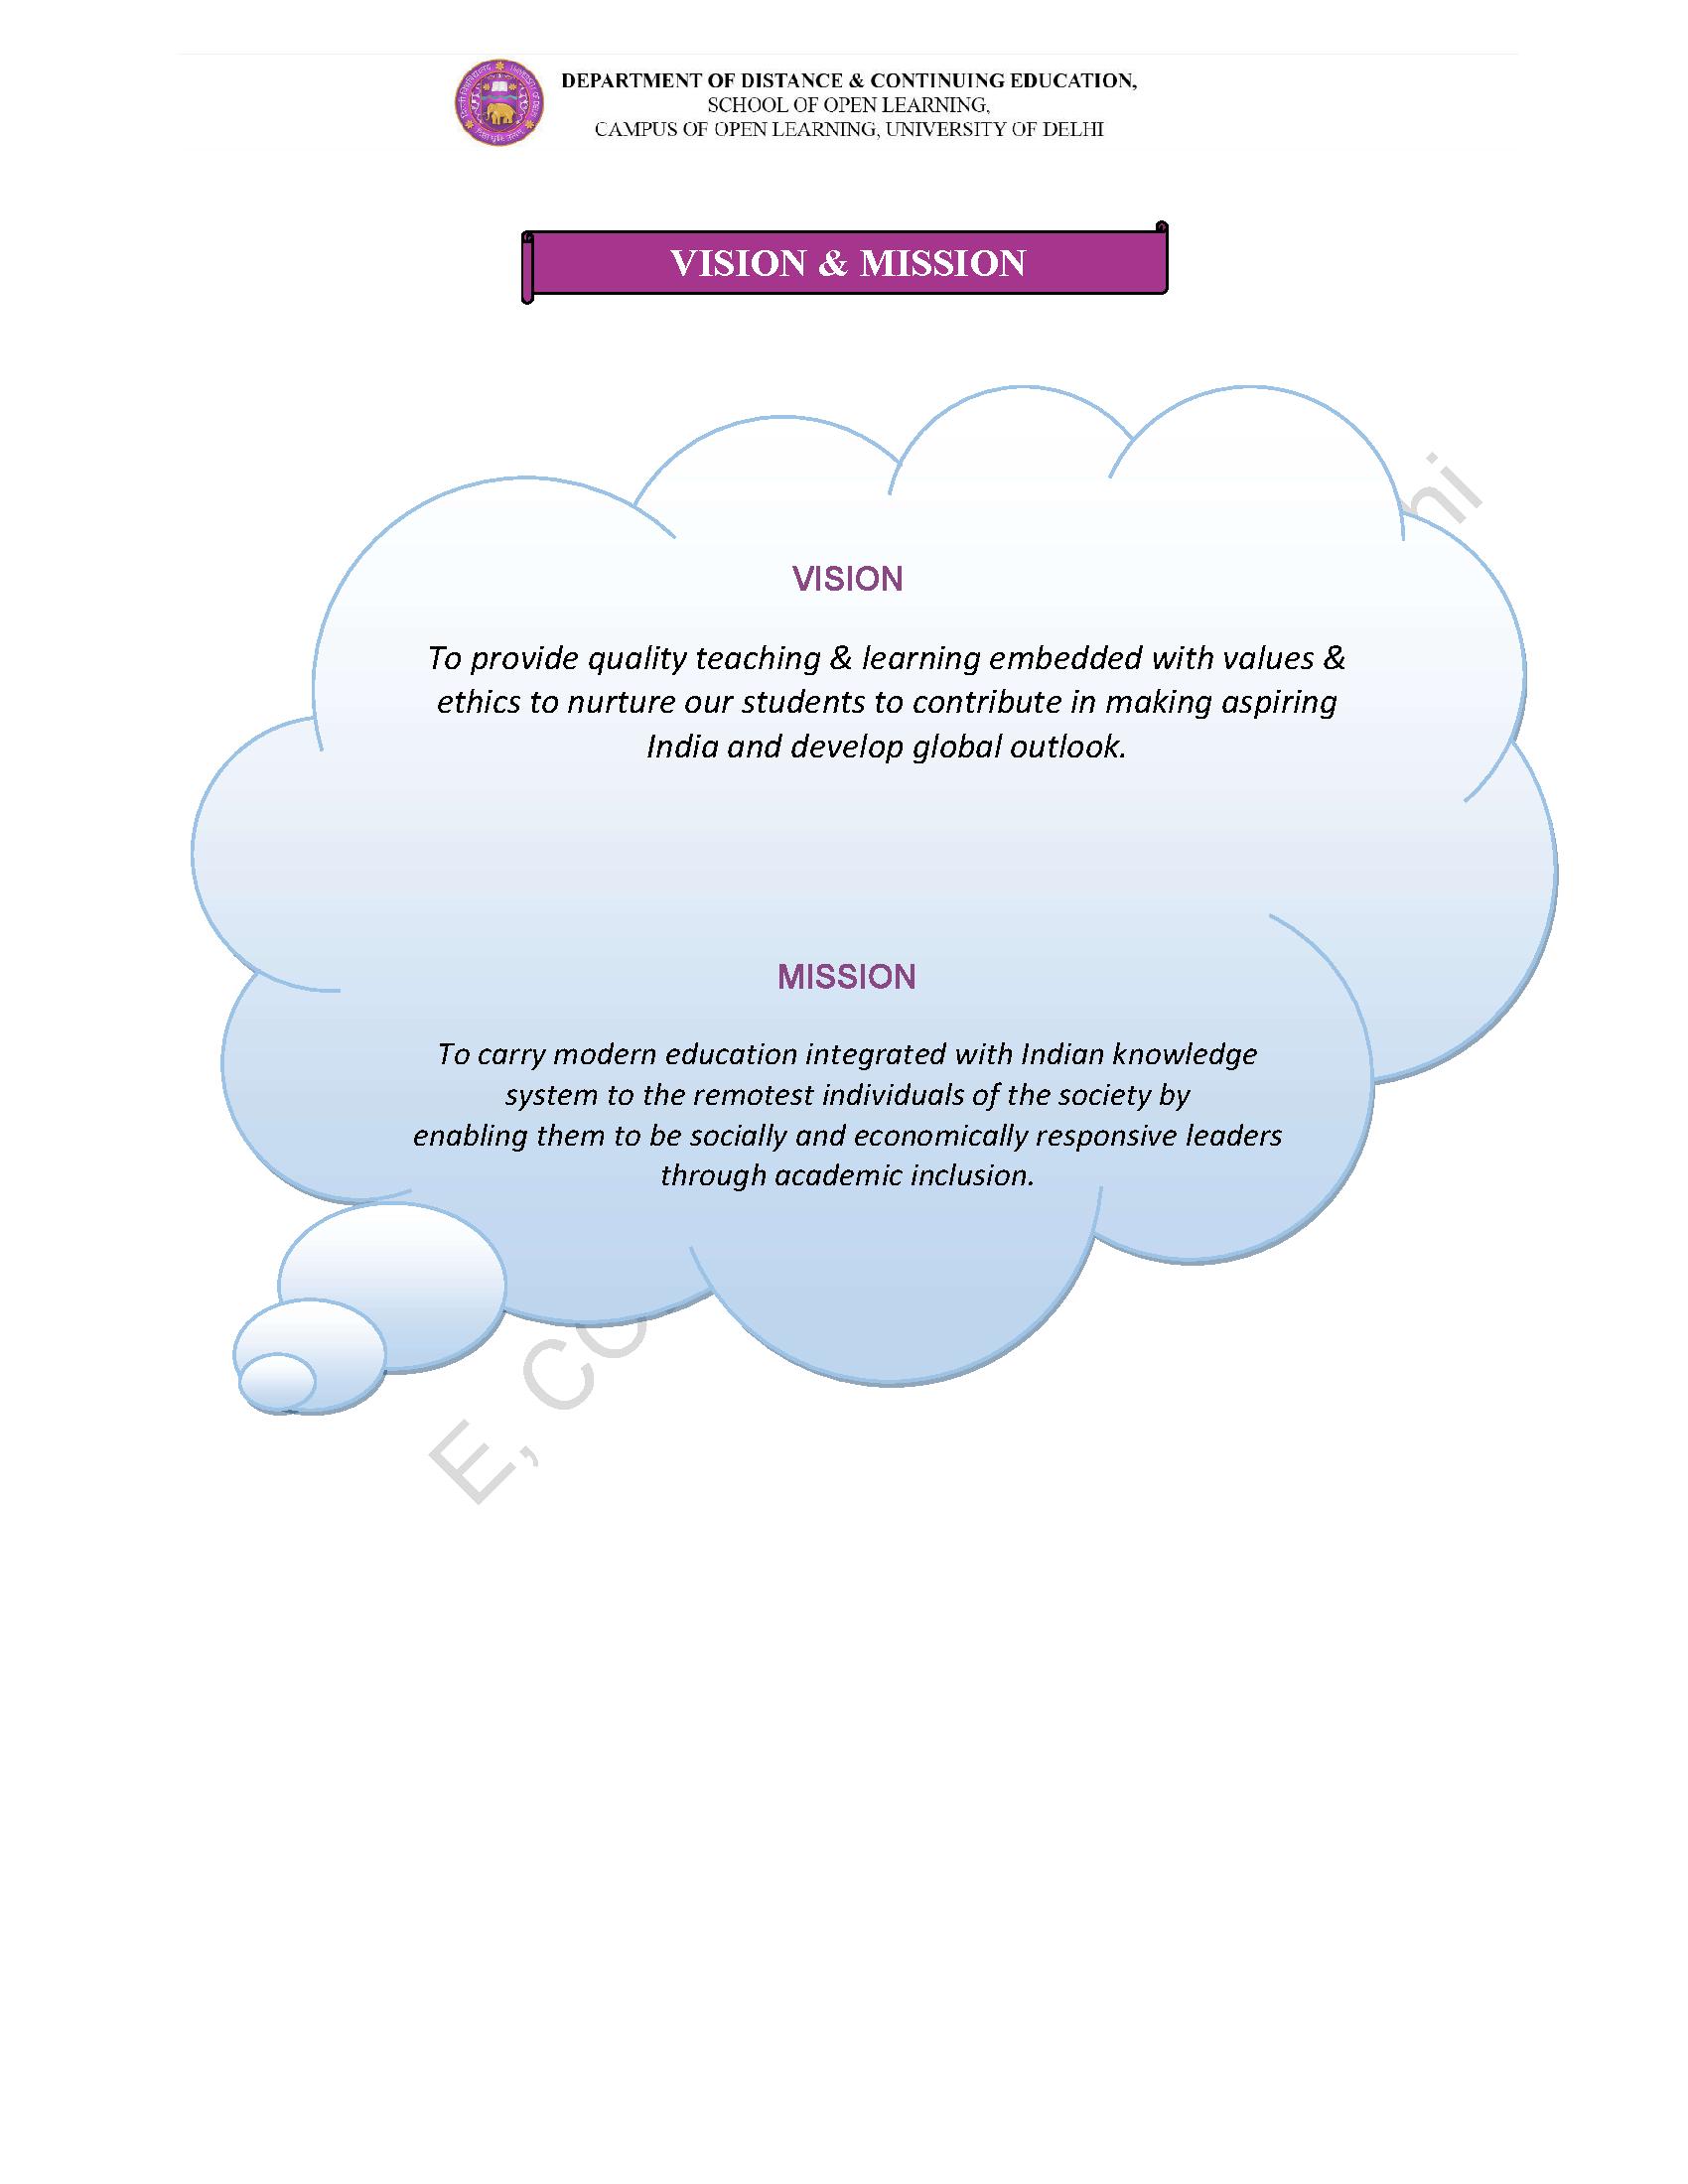 DEPARTMENT OF DISTANCE & CONTINUING EDUCATION,
SCHOOL OF OPEN LEARNING,
CAMPUS OF OPEN LEARNING, UNIVERSITY OF DELHI
VISION & MISSION
VISION
To provide quality teaching & learning embedded with values &
ethics to nurture our students to contribute in making aspiring
India and develop global outlook.
MISSION
To carry modern education integrated with Indian knowledge
system to the remotest individuals of the society by
enabling them to be socially and economically responsive leaders
through academic inclusion.